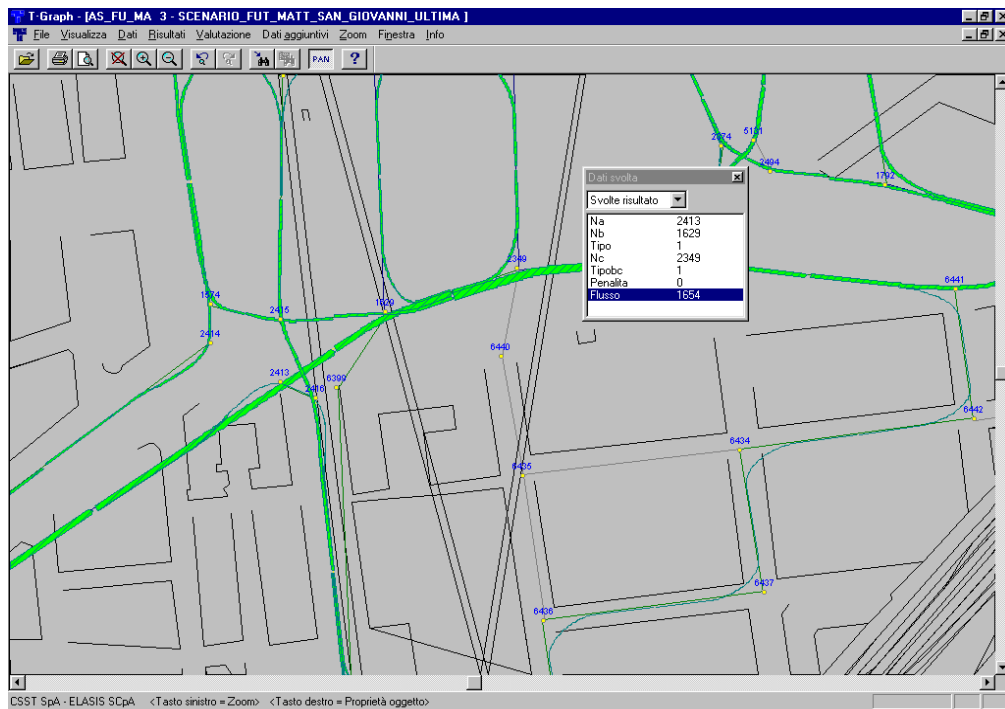 T-Graph - [AS_FU_MA 3 - SCENARIO_FUT_MATT_SAN_GIOVANNI_ULTIMA ]
File Visualizza Dati Risultati Valutazione Dati aggiuntivi Zoom Finestra Info
PAN ?
2374 5131
2494
1792
Dati svolta
Svolte risultato
Na 2413
Nb 1629
Tipo 1
Nc 2349
Tipobc 1
Penalita 0
Flusso 1654
2349
6441
1574
2415
1629
2414
6440
2413
6399
2416
6442
6434
6435
6437
6436
CSST SpA - ELASIS SCpA <Tasto sinistro = Zoom> <Tasto destro = Proprietà oggetto>